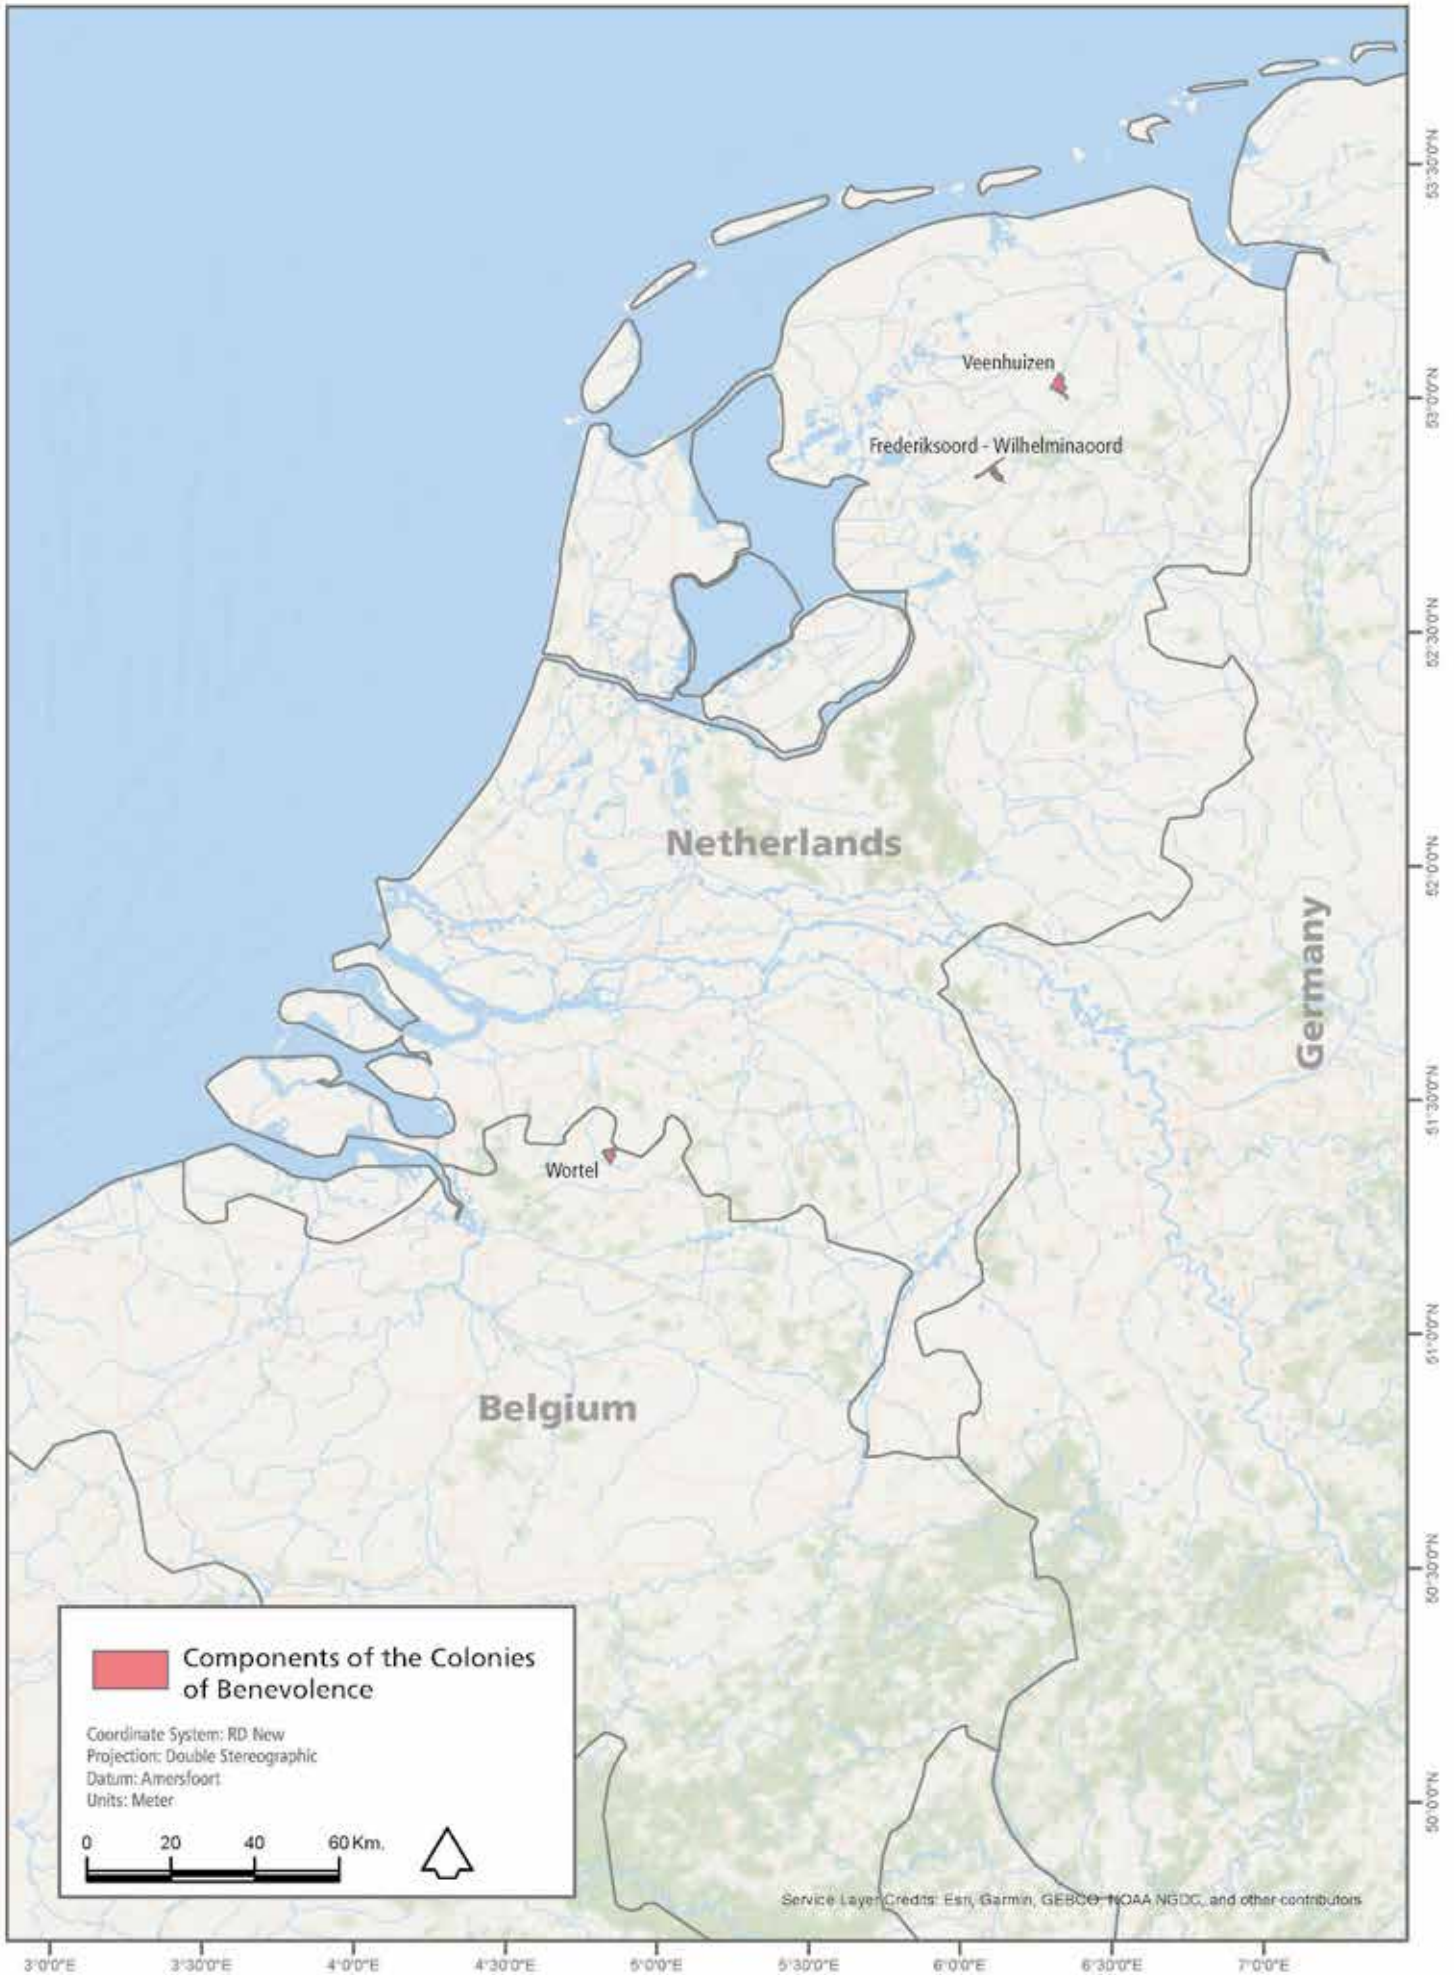 53°30'0"N
Veenhuizen
53°0'0"N
Frederiksoord - Wilhelminaoord
52°30'0"N
Netherlands
52°0'0"N
Germany
51°30'0"N
Wortel
51°0'0"N
Belgium
50°30'0"N
Components of the Colonies
of Benevolence
Coordinate System: RD New
Projection: Double Stereographic
Datum: Amersfoort
Units: Meter
50°0'0"N
0 20 40 60 Km.
Service Layer Credits: Esri, Garmin, GEBCO, NOAA NGDC, and other contributors
3°0'0"E 3°30'0"E 4°0'0"E 4°30'0"E 5°0'0"E 5°30'0"E 6°0'0"E 6°30'0"E 7°0'0"E